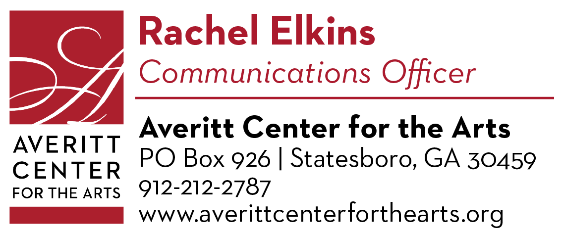 Rachel Elkins
Communications Officer
AVERITT
CENTER
FOR THE ARTS
Averitt Center for the Arts
PO Box 926 | Statesboro, GA 30459
912-212-2787
www.averittcenterforthearts.org